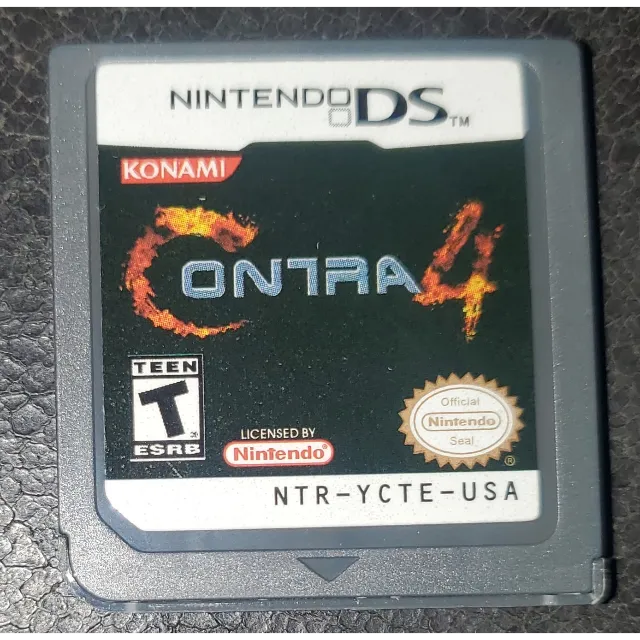 NINTENDO DS™
KONAMI
CONTRA 4
TEEN
T
ESRB
LICENSED BY
Nintendo®
Official
Nintendo
Seal
®
NTR-YCTE-USA